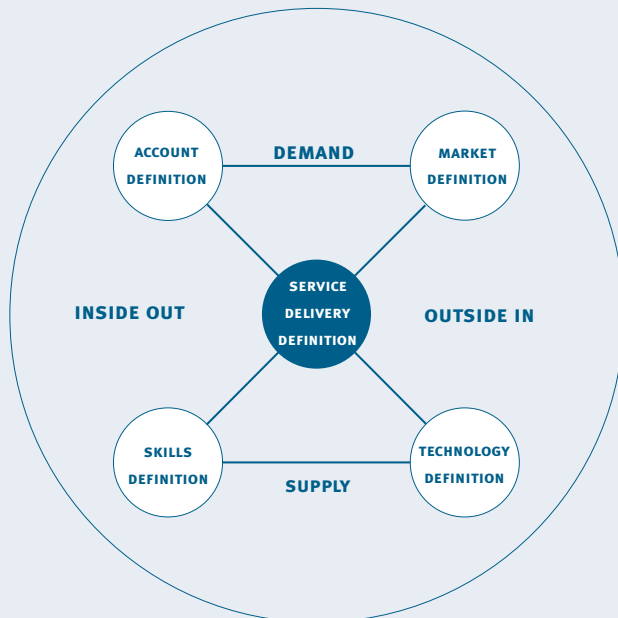 ACCOUNT
DEFINITION
DEMAND
MARKET
DEFINITION
INSIDE OUT
SERVICE
DELIVERY
DEFINITION
OUTSIDE IN
SKILLS
DEFINITION
SUPPLY
TECHNOLOGY
DEFINITION